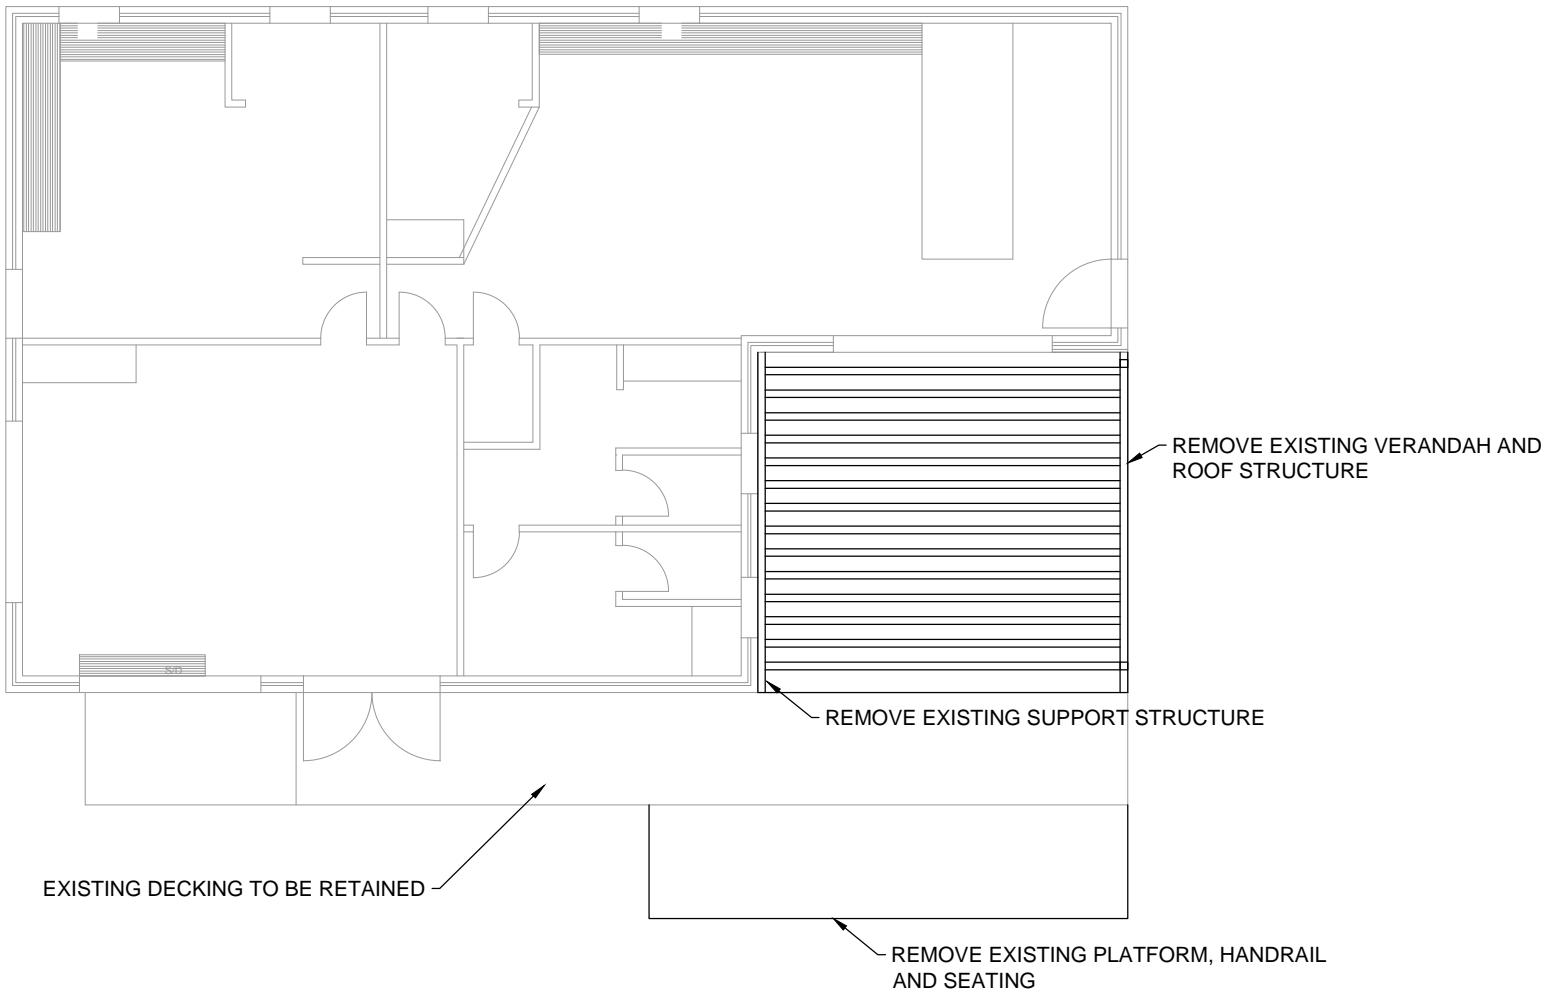 REMOVE EXISTING VERANDAH AND
ROOF STRUCTURE
S/D
REMOVE EXISTING SUPPORT STRUCTURE
EXISTING DECKING TO BE RETAINED
REMOVE EXISTING PLATFORM, HANDRAIL
AND SEATING